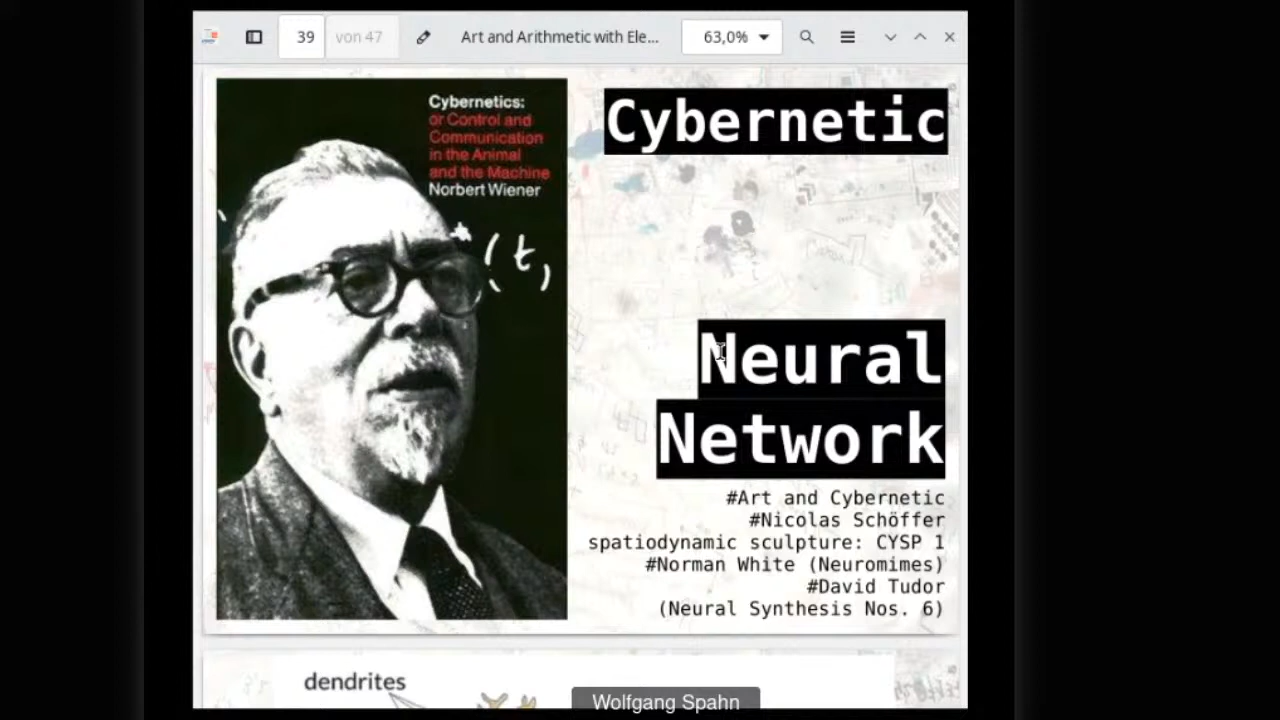 39
von 47
Art and Arithmetic with Ele...
63,0%
Cybernetics:
or Control and
Communication
in the Animal
and the Machine
Norbert Wiener
(t,
Cybernetic
Neural
Network
#Art and Cybernetic
#Nicolas Schöffer
spatiodynamic sculpture: CYSP 1
#Norman White (Neuromimes)
#David Tudor
(Neural Synthesis Nos. 6)
dendrites
Wolfgang Spahn